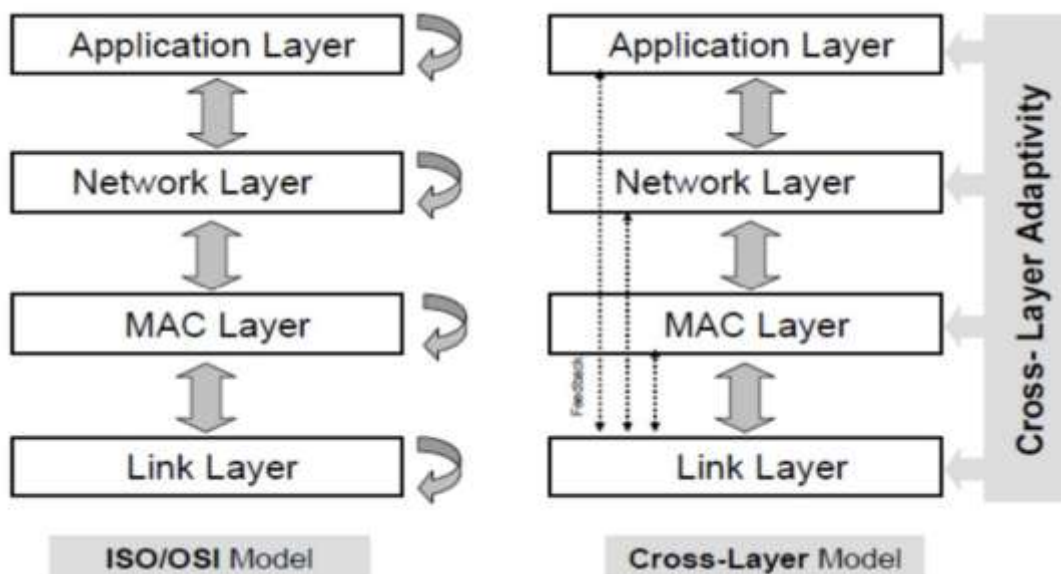 Application Layer
Network Layer
MAC Layer
Link Layer
ISO/OSI Model
Application Layer
Network Layer
MAC Layer
Link Layer
Feedback
Cross-Layer Model
Cross- Layer Adaptivity